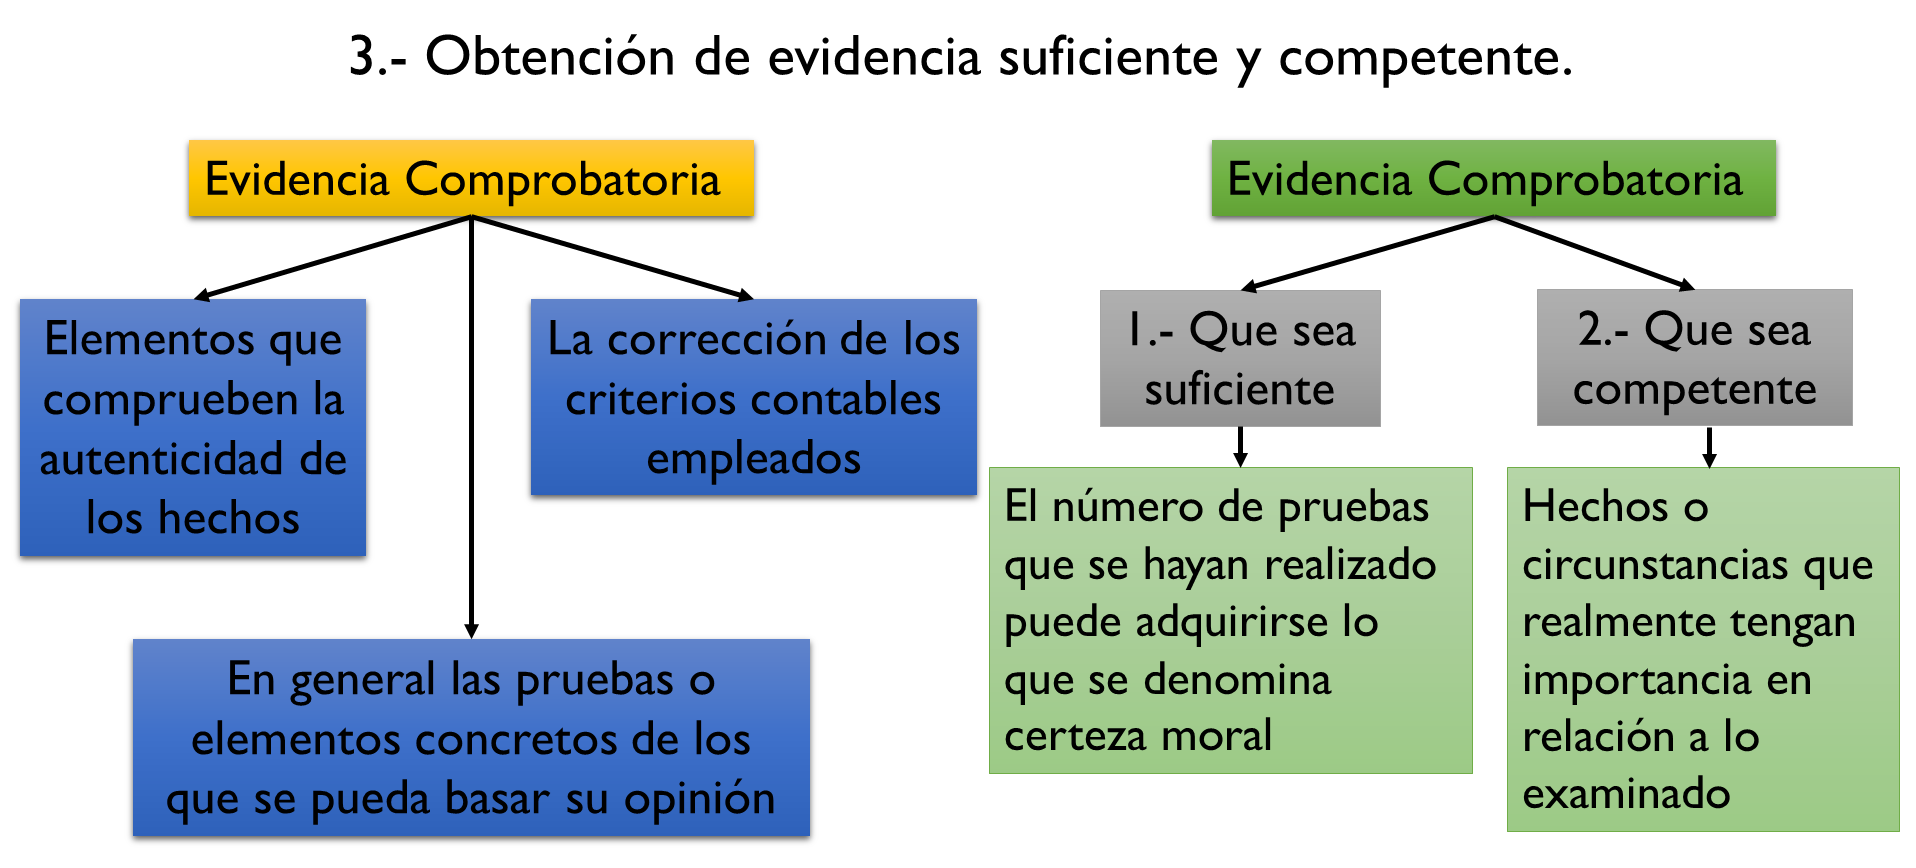 3.- Obtención de evidencia suficiente y competente.
Evidencia Comprobatoria
Elementos que
comprueben la
autenticidad de
los hechos
La corrección de los
criterios contables
empleados
En general las pruebas o
elementos concretos de los
que se pueda basar su opinión
Evidencia Comprobatoria
1.- Que sea
suficiente
2.- Que sea
competente
El número de pruebas
que se hayan realizado
puede adquirirse lo
que se denomina
certeza moral
Hechos o
circunstancias que
realmente tengan
importancia en
relación a lo
examinado